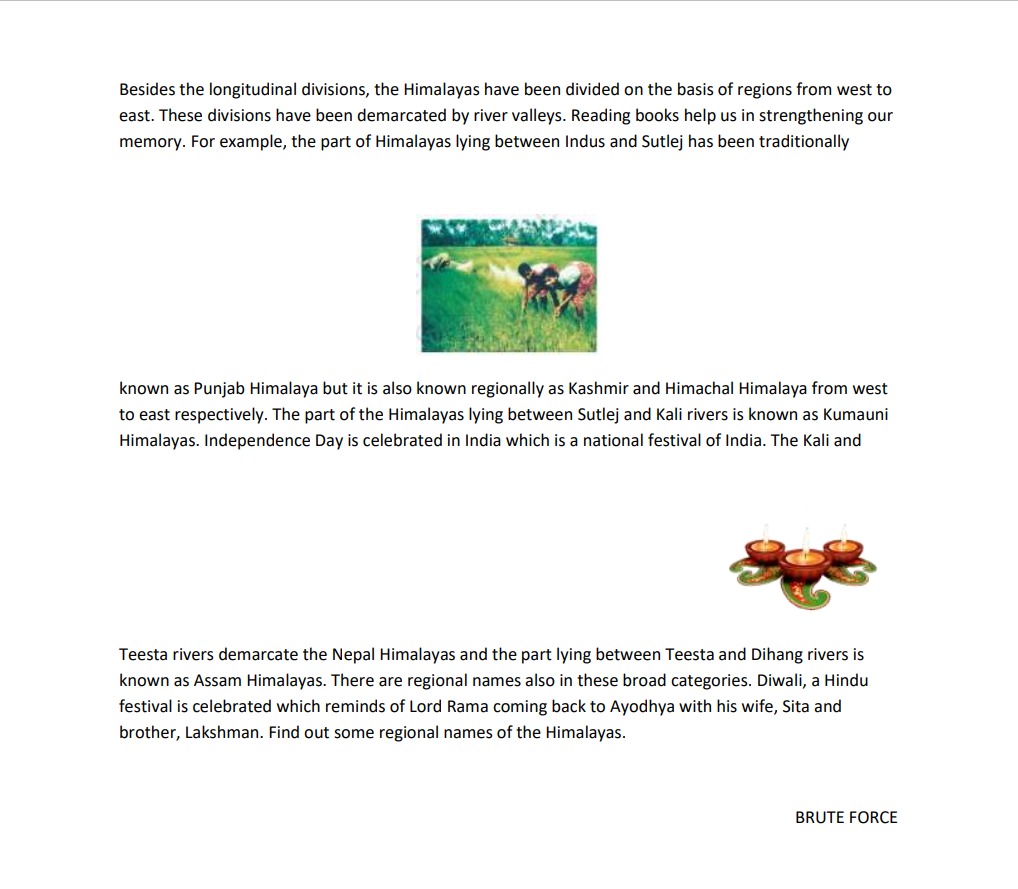 Besides the longitudinal divisions, the Himalayas have been divided on the basis of regions from west to
east. These divisions have been demarcated by river valleys. Reading books help us in strengthening our
memory. For example, the part of Himalayas lying between Indus and Sutlej has been traditionally
known as Punjab Himalaya but it is also known regionally as Kashmir and Himachal Himalaya from west
to east respectively. The part of the Himalayas lying between Sutlej and Kali rivers is known as Kumauni
Himalayas. Independence Day is celebrated in India which is a national festival of India. The Kali and
Teesta rivers demarcate the Nepal Himalayas and the part lying between Teesta and Dihang rivers is
known as Assam Himalayas. There are regional names also in these broad categories. Diwali, a Hindu
festival is celebrated which reminds of Lord Rama coming back to Ayodhya with his wife, Sita and
brother, Lakshman. Find out some regional names of the Himalayas.
BRUTE FORCE